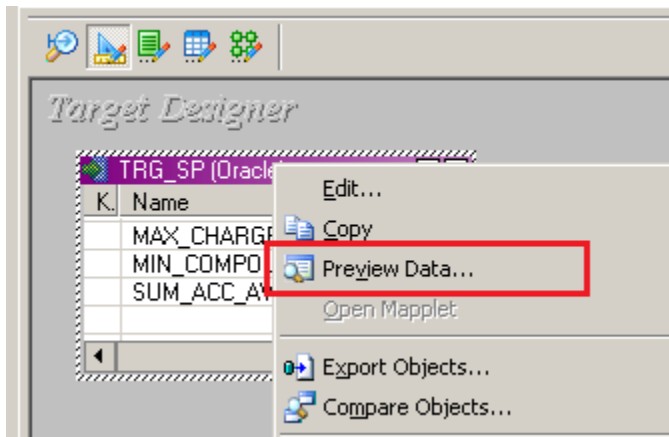 Target Designer
TRG_SP (Oracle
K. Name
MAX_CHARGE
MIN_COMPO
SUM_ACC_AV
Edit...
Copy
Preview Data...
Open Mapplet
Export Objects...
Compare Objects...